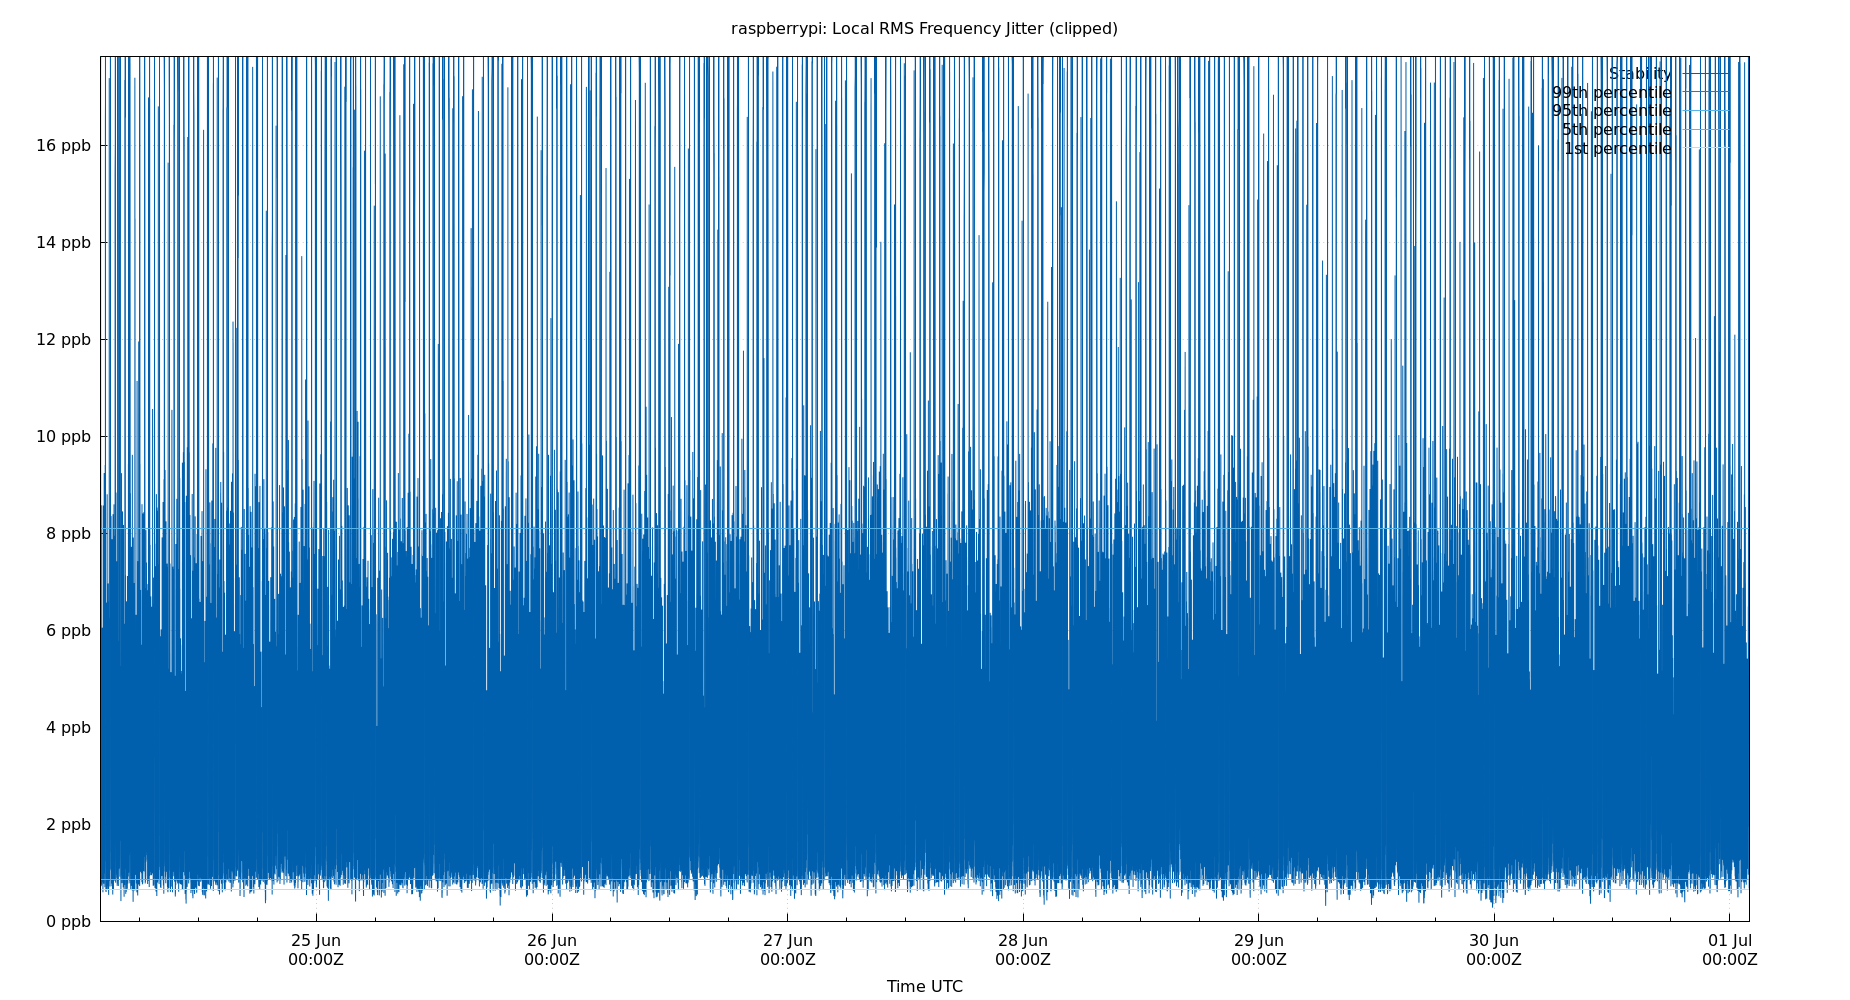 raspberrypi: Local RMS Frequency Jitter (clipped)
Stability
99th percentile
95th percentile
5th percentile
1st percentile
16 ppb
14 ppb
12 ppb
10 ppb
8 ppb
6 ppb
4 ppb
2 ppb
0 ppb
25 Jun 26 Jun 27 Jun 28 Jun 29 Jun 30 Jun 01 Jul
00:00Z 00:00Z 00:00Z 00:00Z 00:00Z 00:00Z 00:00Z
Time UTC